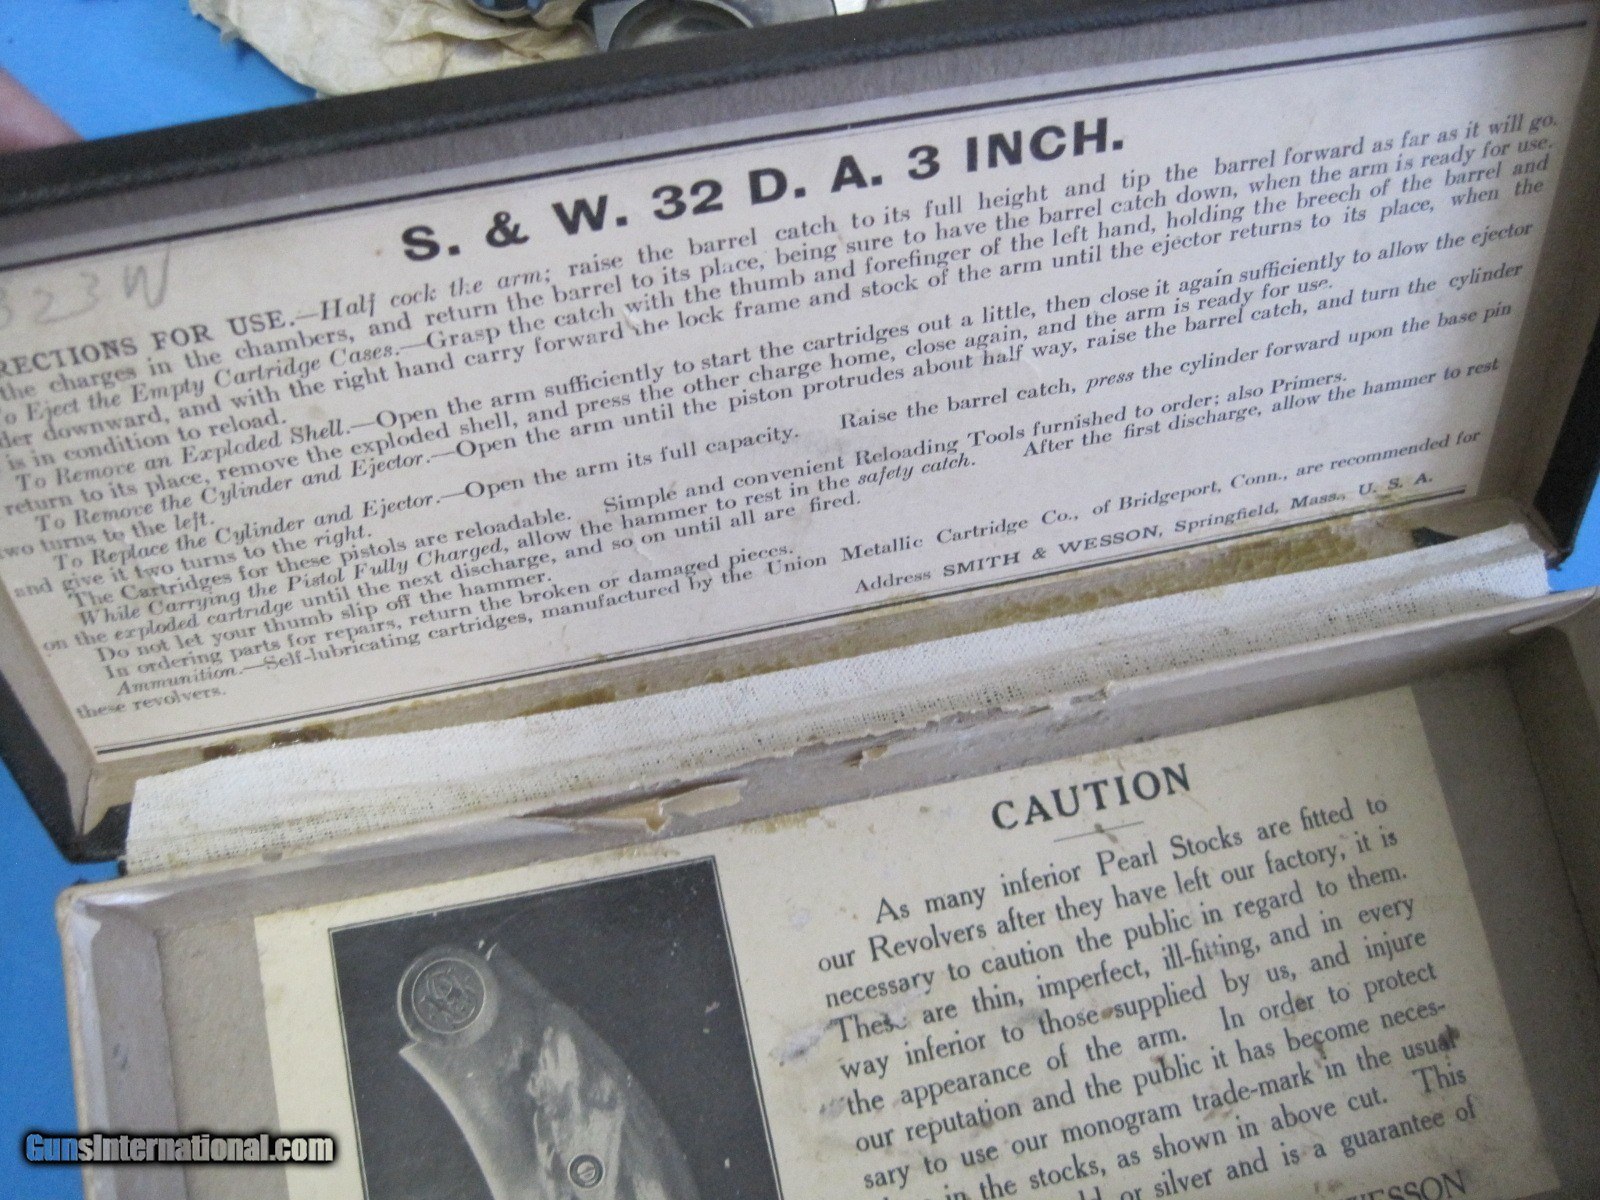 S. & W. 32 D. A. 3 INCH.
323W
RECTIONS FOR USE.—Half cock the arm; raise the barrel catch to its full height and tip the barrel forward as far as it will go.
the charges in the chambers, and return the barrel to its place, being sure to have the barrel catch down, when the arm is ready for use.
To Eject the Empty Cartridge Cases.—Grasp the catch with the thumb and forefinger of the left hand, holding the breech of the barrel and
der downward, and with the right hand carry forward the lock frame and stock of the arm until the ejector returns to its place, when the
is in condition to reload.
To Remove an Exploded Shell.—Open the arm sufficiently to start the cartridges out a little, then close it again sufficiently to allow the ejector
return to its place, remove the exploded shell, and press the other charge home, close again, and the arm is ready for use.
To Remove the Cylinder and Ejector.—Open the arm until the piston protrudes about half way, raise the barrel catch, and turn the cylinder
two turns to the left.
To Replace the Cylinder and Ejector.—Open the arm its full capacity. Raise the barrel catch, press the cylinder forward upon the base pin
and give it two turns to the right.
The Cartridges for these pistols are reloadable. Simple and convenient Reloading Tools furnished to order; also Primers.
While Carrying the Pistol Fully Charged, allow the hammer to rest in the safety catch. After the first discharge, allow the hammer to rest
on the exploded cartridge until the next discharge, and so on until all are fired.
Do not let your thumb slip off the hammer.
In ordering parts for repairs, return the broken or damaged pieces.
Ammunition.—Self-lubricating cartridges, manufactured by the Union Metallic Cartridge Co., of Bridgeport, Conn., are recommended for
these revolvers.
Address SMITH & WESSON, Springfield, Mass., U. S. A.
CAUTION
As many inferior Pearl Stocks are fitted to
our Revolvers after they have left our factory, it is
necessary to caution the public in regard to them.
These are thin, imperfect, ill-fitting, and in every
way inferior to those supplied by us, and injure
the appearance of the arm. In order to protect
our reputation and the public it has become neces-
sary to use our monogram trade-mark in the usual
in the stocks, as shown in above cut. This
or silver and is a guarantee of
WESSON
GunsInternational.com